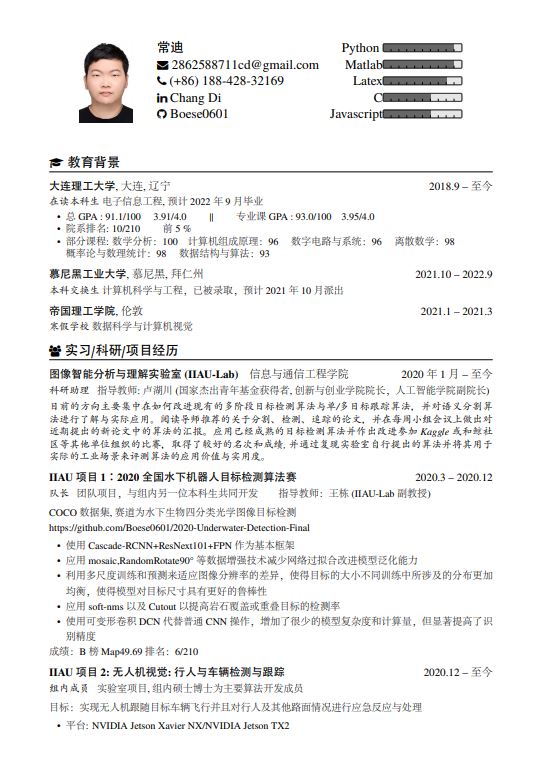 常迪
2862588711cd@gmail.com
(+86) 188-428-32169
Chang Di
Boese0601
Python
Matlab
Latex
C
Javascript
教育背景
大连理工大学, 大连, 辽宁 2018.9 – 至今
在读本科生 电子信息工程, 预计 2022 年 9 月毕业
• 总 GPA : 91.1/100 3.91/4.0 || 专业课 GPA : 93.0/100 3.95/4.0
• 院系排名: 10/210 前 5 %
• 部分课程: 数学分析：100 计算机组成原理：96 数字电路与系统：96 离散数学：98
概率论与数理统计：98 数据结构与算法：93
慕尼黑工业大学, 慕尼黑, 拜仁州 2021.10 – 2022.9
本科交换生 计算机科学与工程，已被录取，预计 2021 年 10 月派出
帝国理工学院, 伦敦 2021.1 – 2021.3
寒假学校 数据科学与计算机视觉
实习/科研/项目经历
图像智能分析与理解实验室 (IIAU-Lab) 信息与通信工程学院 2020 年 1 月 – 至今
科研助理 指导教师: 卢湖川 (国家杰出青年基金获得者, 创新与创业学院院长，人工智能学院副院长)
目前的方向主要集中在如何改进现有的多阶段目标检测算法与单/多目标跟踪算法，并对语义分割算
法进行了解与实际应用。阅读导师推荐的关于分割、检测、追踪的论文，并在每周小组会议上做出对
近期提出的新论文中的算法的汇报。应用已经成熟的目标检测算法并作出改进参加 Kaggle 或和鲸社
区等其他单位组织的比赛，取得了较好的名次和成绩, 并通过复现实验室自行提出的算法并将其用于
实际的工业场景来评测算法的应用价值与实用度。
IIAU 项目 1：2020 全国水下机器人目标检测算法赛 2020.3 – 2020.12
队长 团队项目，与组内另一位本科生共同开发 指导教师：王栋 (IIAU-Lab 副教授)
COCO 数据集, 赛道为水下生物四分类光学图像目标检测
https://github.com/Boese0601/2020-Underwater-Detection-Final
• 使用 Cascade-RCNN+ResNext101+FPN 作为基本框架
• 应用 mosaic,RandomRotate90° 等数据增强技术减少网络过拟合改进模型泛化能力
• 利用多尺度训练和预测来适应图像分辨率的差异，使得目标的大小不同训练中所涉及的分布更加
均衡，使得模型对目标尺寸具有更好的鲁棒性
• 应用 soft-nms 以及 Cutout 以提高岩石覆盖或重叠目标的检测率
• 使用可变形卷积 DCN 代替普通 CNN 操作，增加了很少的模型复杂度和计算量，但显著提高了识
别精度
成绩：B 榜 Map49.69 排名：6/210
IIAU 项目 2: 无人机视觉: 行人与车辆检测与跟踪 2020.12 – 至今
组内成员 实验室项目, 组内硕士博士为主要算法开发成员
目标：实现无人机跟随目标车辆飞行并且对行人及其他路面情况进行应急反应与处理
• 平台: NVIDIA Jetson Xavier NX/NVIDIA Jetson TX2